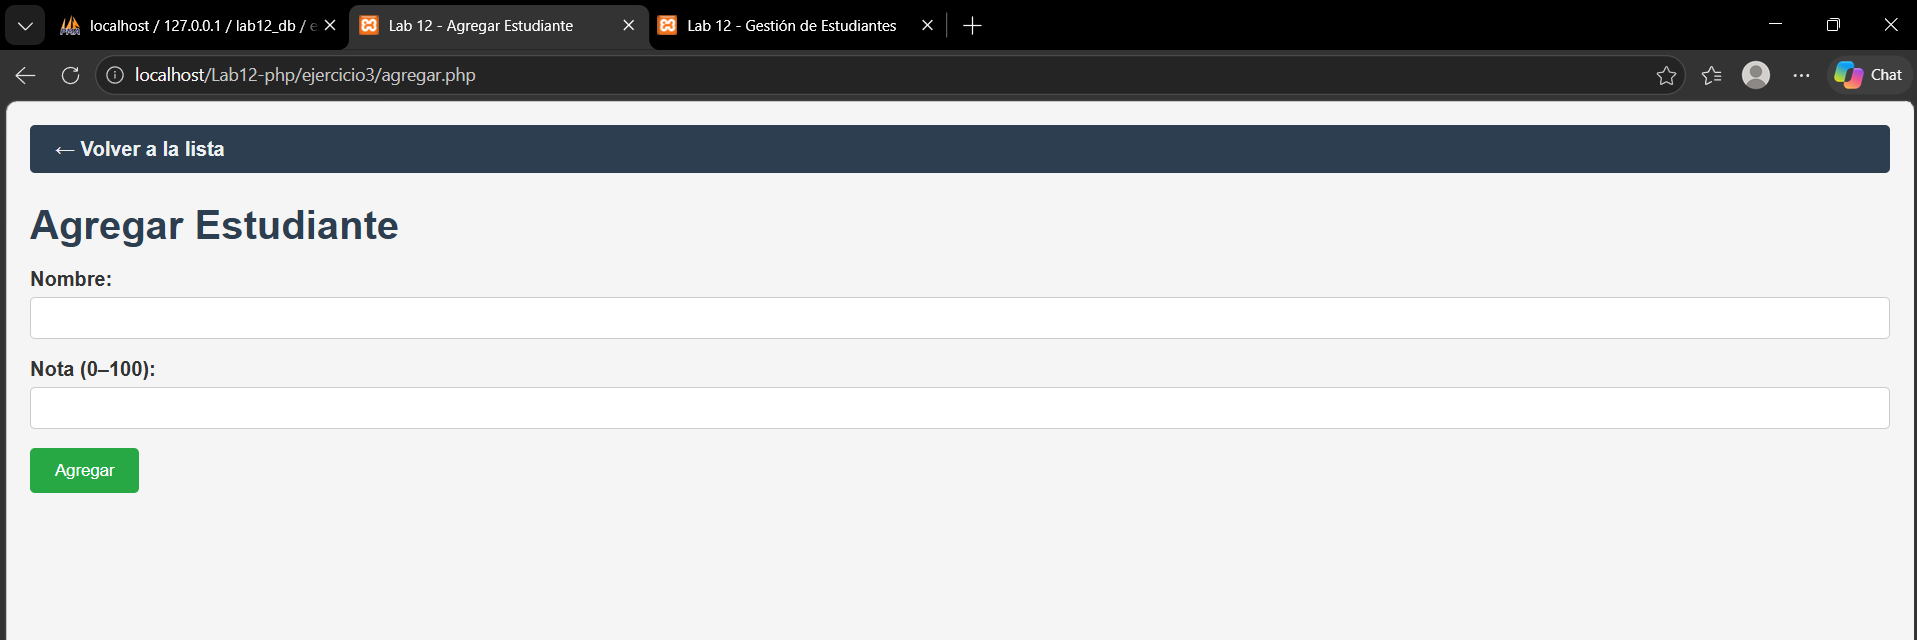 localhost / 127.0.0.1 / lab12_db / e
Lab 12 - Agregar Estudiante
Lab 12 - Gestión de Estudiantes
localhost/Lab12-php/ejercicio3/agregar.php
Chat
← Volver a la lista
Agregar Estudiante
Nombre:
Nota (0–100):
Agregar